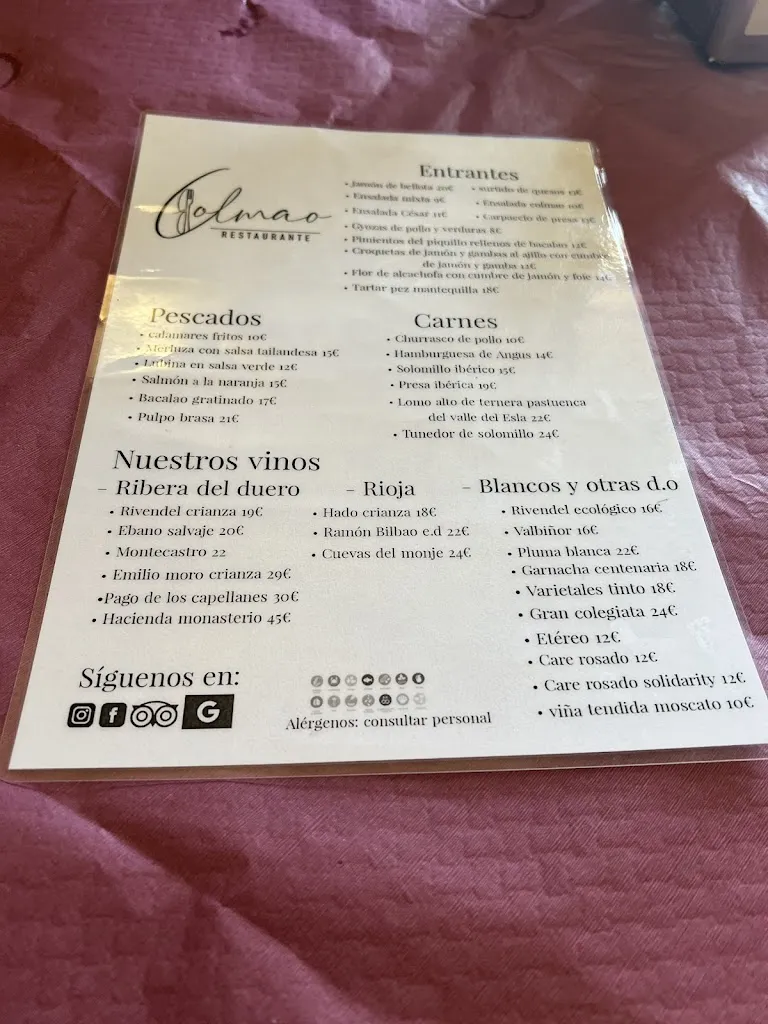 Colmao
RESTAURANTE
Entrantes
• Jamón de bellota 20€
• surtido de quesos
• Ensalada mixta 9€
• Ensalada colmao
• Ensalada César 11€
• Carpaccio de presa
• Gyozas de pollo y verduras 8€
• Pimientos del piquillo rellenos de bacalao 12€
• Croquetas de jamón y gambas al ajillo con cumbre
de jamón y gamba 12€
• Flor de alcachofa con cumbre de jamón y foie 14€
• Tartar pez mantequilla 18€
Pescados
• calamares fritos 10€
• Merluza con salsa tailandesa 15€
• Lubina en salsa verde 12€
• Salmón a la naranja 15€
• Bacalao gratinado 17€
• Pulpo brasa 21€
Carnes
• Churrasco de pollo 10€
• Hamburguesa de Angus 14€
• Solomillo ibérico 15€
• Presa ibérica 19€
• Lomo alto de ternera pastuenca
del valle del Esla 22€
• Tunedor de solomillo 24€
Nuestros vinos
- Ribera del duero
• Rivendel crianza 19€
• Ebano salvaje 20€
• Montecastro 22
• Emilio moro crianza 29€
•Pago de los capellanes 30€
• Hacienda monasterio 45€
- Rioja
• Hado crianza 18€
• Ramón Bilbao e.d 22€
• Cuevas del monje 24€
- Blancos y otras d.o
• Rivendel ecológico 16€
• Valbiñor 16€
• Pluma blanca 22€
• Garnacha centenaria 18€
• Varietales tinto 18€
• Gran colegiata 24€
• Etéreo 12€
• Care rosado 12€
• Care rosado solidarity 12€
• viña tendida moscato 10€
Síguenos en:
f
G
Alérgenos: consultar personal